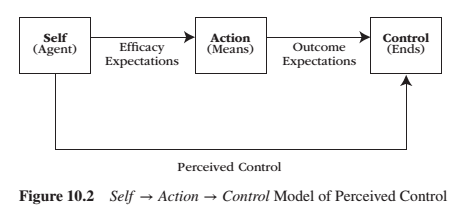 Self
(Agent)
Efficacy
Expectations
Action
(Means)
Outcome
Expectations
Control
(Ends)
Perceived Control
Figure 10.2 Self → Action → Control Model of Perceived Control